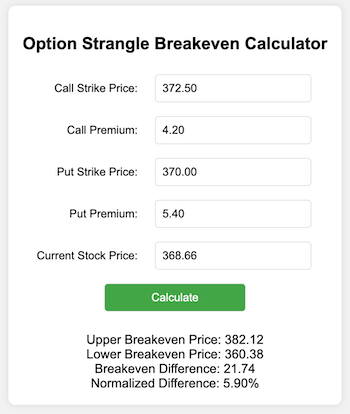 Option Strangle Breakeven Calculator
Call Strike Price: 372.50
Call Premium: 4.20
Put Strike Price: 370.00
Put Premium: 5.40
Current Stock Price: 368.66
Calculate
Upper Breakeven Price: 382.12
Lower Breakeven Price: 360.38
Breakeven Difference: 21.74
Normalized Difference: 5.90%